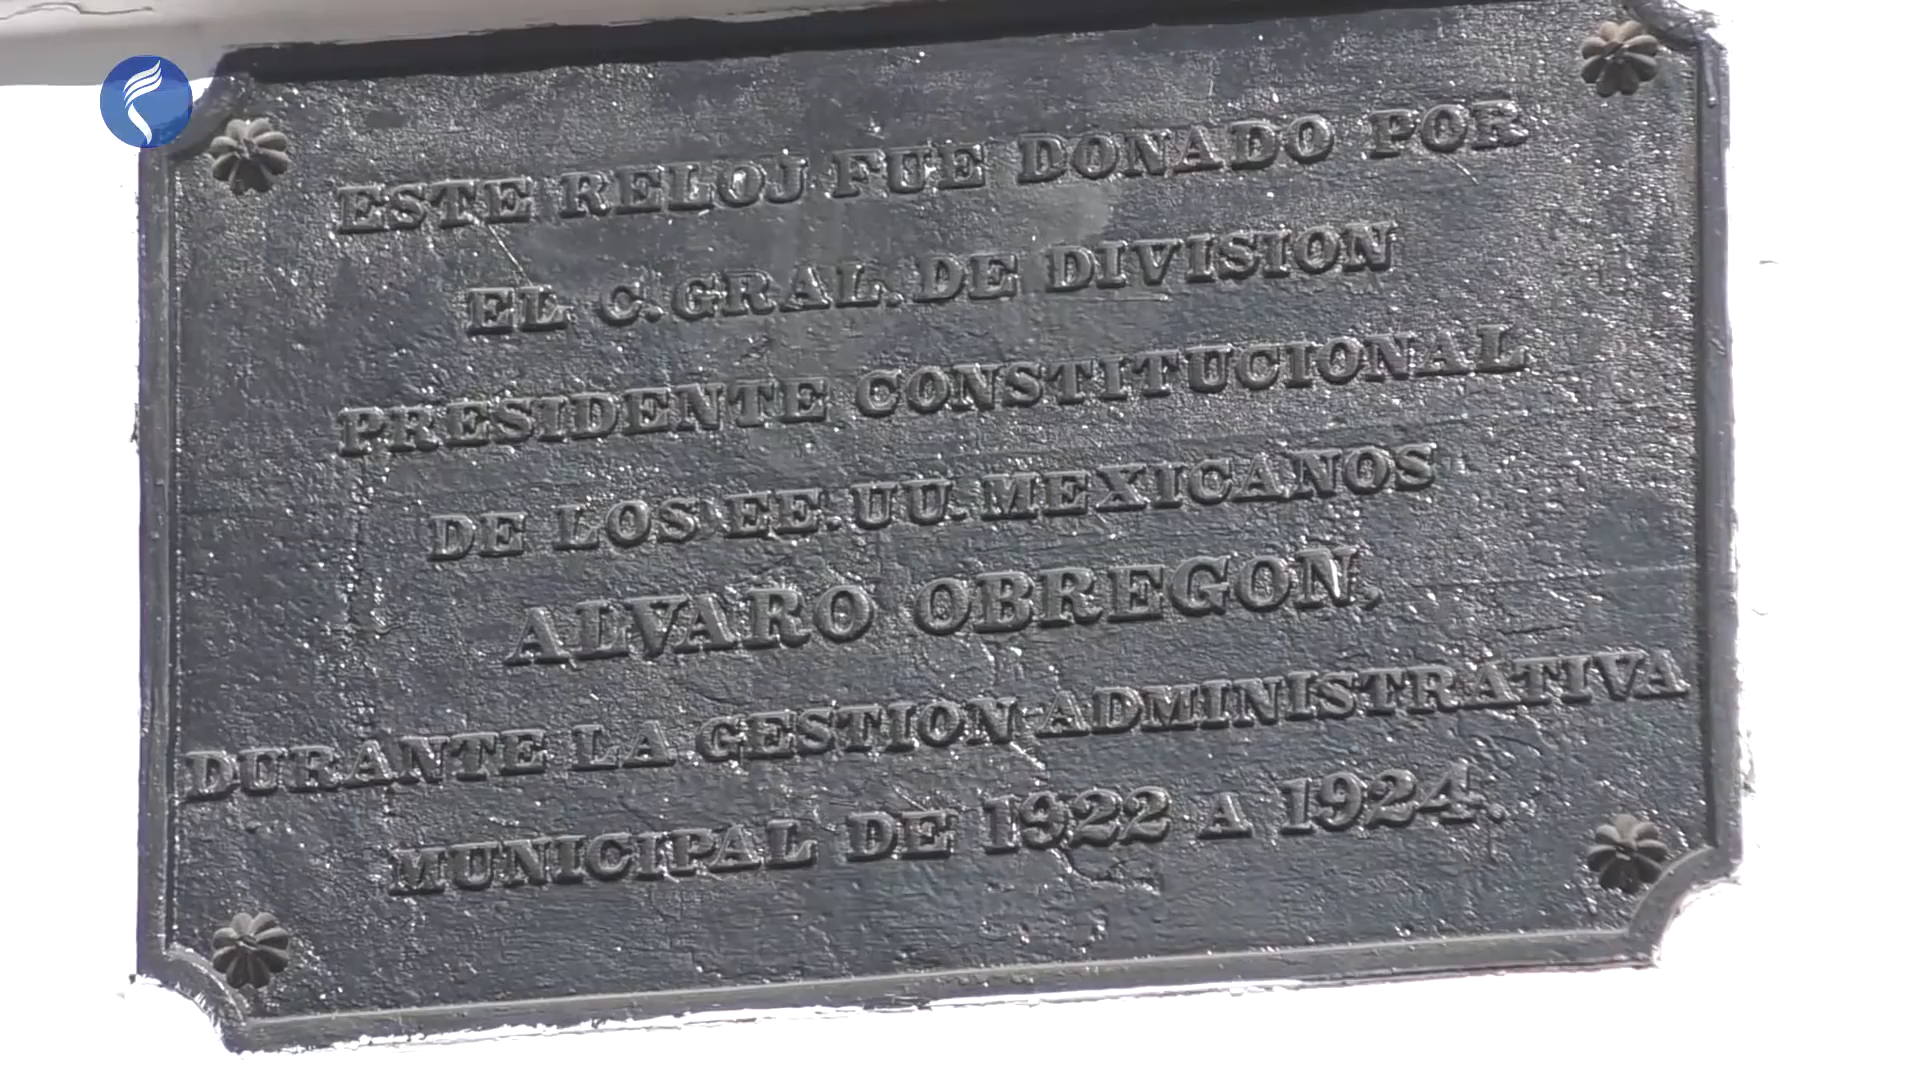 ESTE RELOJ FUE DONADO POR
EL C. GRAL. DE DIVISION
PRESIDENTE CONSTITUCIONAL
DE LOS EE. UU. MEXICANOS
ALVARO OBREGON,
DURANTE LA GESTION ADMINISTRATIVA
MUNICIPAL DE 1922 A 1924.